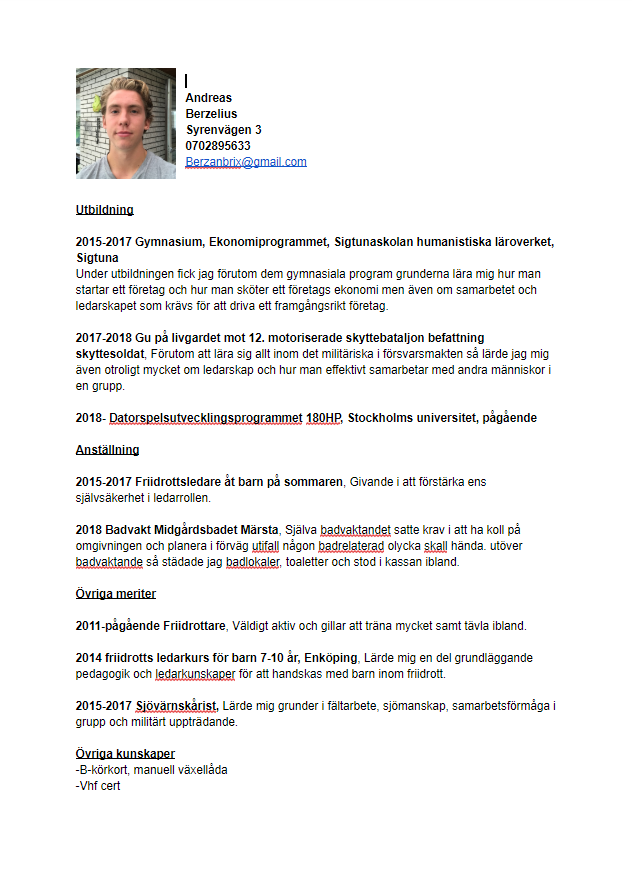 Andreas
Berzelius
Syrenvägen 3
0702895633
Berzanbrix@gmail.com
Utbildning
2015-2017 Gymnasium, Ekonomiprogrammet, Sigtunaskolan humanistiska läroverket,
Sigtuna
Under utbildningen fick jag förutom dem gymnasiala program grunderna lära mig hur man
startar ett företag och hur man sköter ett företags ekonomi men även om samarbetet och
ledarskapet som krävs för att driva ett framgångsrikt företag.
2017-2018 Gu på livgardet mot 12. motoriserade skyttebataljon befattning
skyttesoldat, Förutom att lära sig allt inom det militäriska i försvarsmakten så lärde jag mig
även otroligt mycket om ledarskap och hur man effektivt samarbetar med andra människor i
en grupp.
2018- Datorspelsutvecklingsprogrammet 180HP, Stockholms universitet, pågående
Anställning
2015-2017 Friidrottsledare åt barn på sommaren, Givande i att förstärka ens
självsäkerhet i ledarrollen.
2018 Badvakt Midgårdsbadet Märsta, Själva badvaktandet satte krav i att ha koll på
omgivningen och planera i förväg utifall någon badrelaterad olycka skall hända. utöver
badvaktande så städade jag badlokaler, toaletter och stod i kassan ibland.
Övriga meriter
2011-pågående Friidrottare, Väldigt aktiv och gillar att träna mycket samt tävla ibland.
2014 friidrotts ledarkurs för barn 7-10 år, Enköping, Lärde mig en del grundläggande
pedagogik och ledarkunskaper för att handskas med barn inom friidrott.
2015-2017 Sjövärnskårist, Lärde mig grunder i fältarbete, sjömanskap, samarbetsförmåga i
grupp och militärt uppträdande.
Övriga kunskaper
-B-körkort, manuell växellåda
-Vhf cert